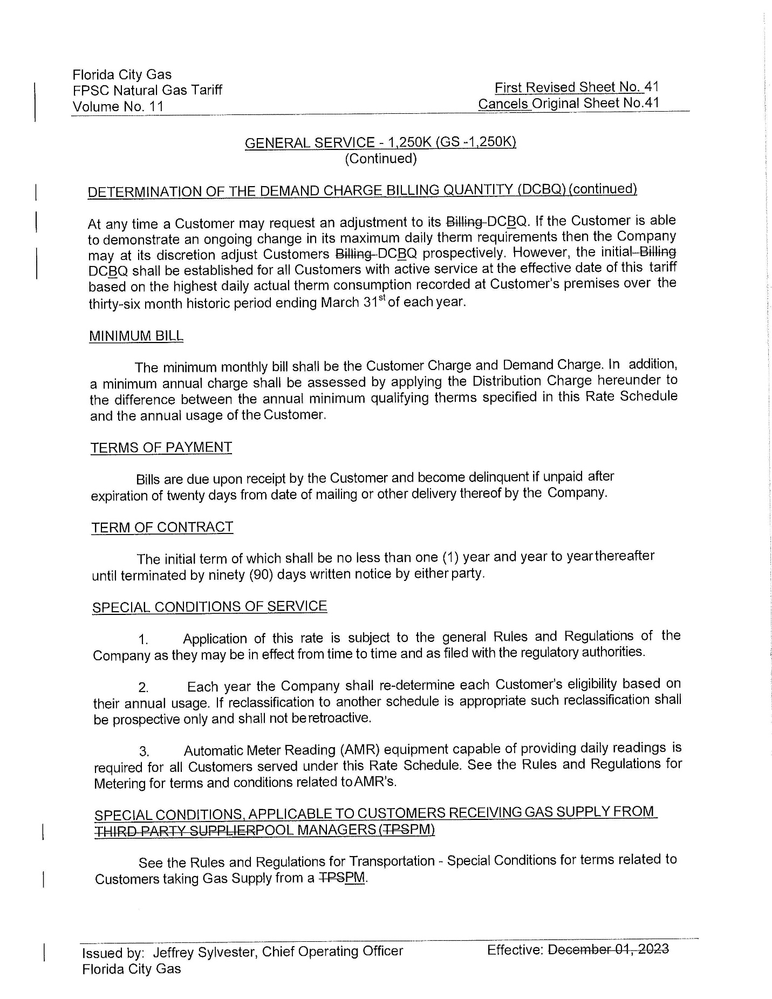 Florida City Gas
FPSC Natural Gas Tariff
First Revised Sheet No. 41
Volume No. 11
Cancels Original Sheet No.41
GENERAL SERVICE - 1,250K (GS -1,250K)
(Continued)
DETERMINATION OF THE DEMAND CHARGE BILLING QUANTITY (DCBQ) (continued)
At any time a Customer may request an adjustment to its Billing DCBQ. If the Customer is able
to demonstrate an ongoing change in its maximum daily therm requirements then the Company
may at its discretion adjust Customers Billing DCBQ prospectively. However, the initial Billing
DCBQ shall be established for all Customers with active service at the effective date of this tariff
based on the highest daily actual therm consumption recorded at Customer's premises over the
thirty-six month historic period ending March 31st of each year.
MINIMUM BILL
The minimum monthly bill shall be the Customer Charge and Demand Charge. In addition,
a minimum annual charge shall be assessed by applying the Distribution Charge hereunder to
the difference between the annual minimum qualifying therms specified in this Rate Schedule
and the annual usage of the Customer.
TERMS OF PAYMENT
Bills are due upon receipt by the Customer and become delinquent if unpaid after
expiration of twenty days from date of mailing or other delivery thereof by the Company.
TERM OF CONTRACT
The initial term of which shall be no less than one (1) year and year to yearthereafter
until terminated by ninety (90) days written notice by either party.
SPECIAL CONDITIONS OF SERVICE
1. Application of this rate is subject to the general Rules and Regulations of the
Company as they may be in effect from time to time and as filed with the regulatory authorities.
2. Each year the Company shall re-determine each Customer's eligibility based on
their annual usage. If reclassification to another schedule is appropriate such reclassification shall
be prospective only and shall not be retroactive.
3. Automatic Meter Reading (AMR) equipment capable of providing daily readings is
required for all Customers served under this Rate Schedule. See the Rules and Regulations for
Metering for terms and conditions related to AMR's.
SPECIAL CONDITIONS, APPLICABLE TO CUSTOMERS RECEIVING GAS SUPPLY FROM
THIRD PARTY SUPPLIERPOOL MANAGERS (TPSPM)
See the Rules and Regulations for Transportation - Special Conditions for terms related to
Customers taking Gas Supply from a TPSPM.
Issued by: Jeffrey Sylvester, Chief Operating Officer
Effective: December 01, 2023
Florida City Gas